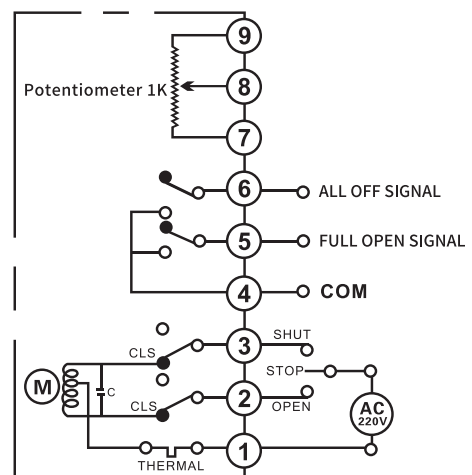 9
Potentiometer 1K
8
7
6 ALL OFF SIGNAL
5 FULL OPEN SIGNAL
4 COM
3 SHUT
CLS
STOP
M
C
CLS
2 OPEN
AC
220V
1
THERMAL